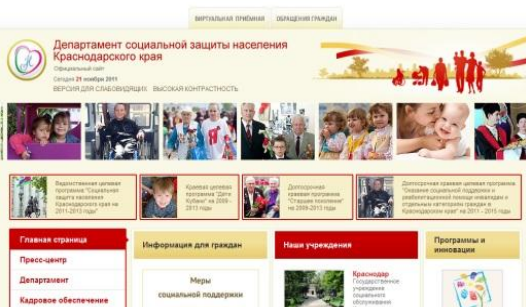 ВИРТУАЛЬНАЯ ПРИЁМНАЯ
ОБРАЩЕНИЯ ГРАЖДАН
Департамент социальной защиты населения
Краснодарского края
Официальный сайт
Сегодня 21 ноября 2011
ВЕРСИЯ ДЛЯ СЛАБОВИДЯЩИХ ВЫСОКАЯ КОНТРАСТНОСТЬ
Ведомственная целевая
программа "Социальная
защита населения
Краснодарского края на
2011-2013 годы"
Краевая целевая
программа "Дети
Кубани" на 2009 -
2013 годы
Долгосрочная
краевая программа
"Старшее поколение"
на 2009-2013 годы
Долгосрочная краевая целевая программа
"Оказание социальной поддержки и
реабилитационной помощи инвалидам и
отдельным категориям граждан в
Краснодарском крае" на 2011 - 2015 годы
Главная страница
Пресс-центр
Департамент
Кадровое обеспечение
Информация для граждан
Меры
социальной поддержки
Наши учреждения
Краснодар
Государственное
учреждение
социального
обслуживания
Программы и
инновации